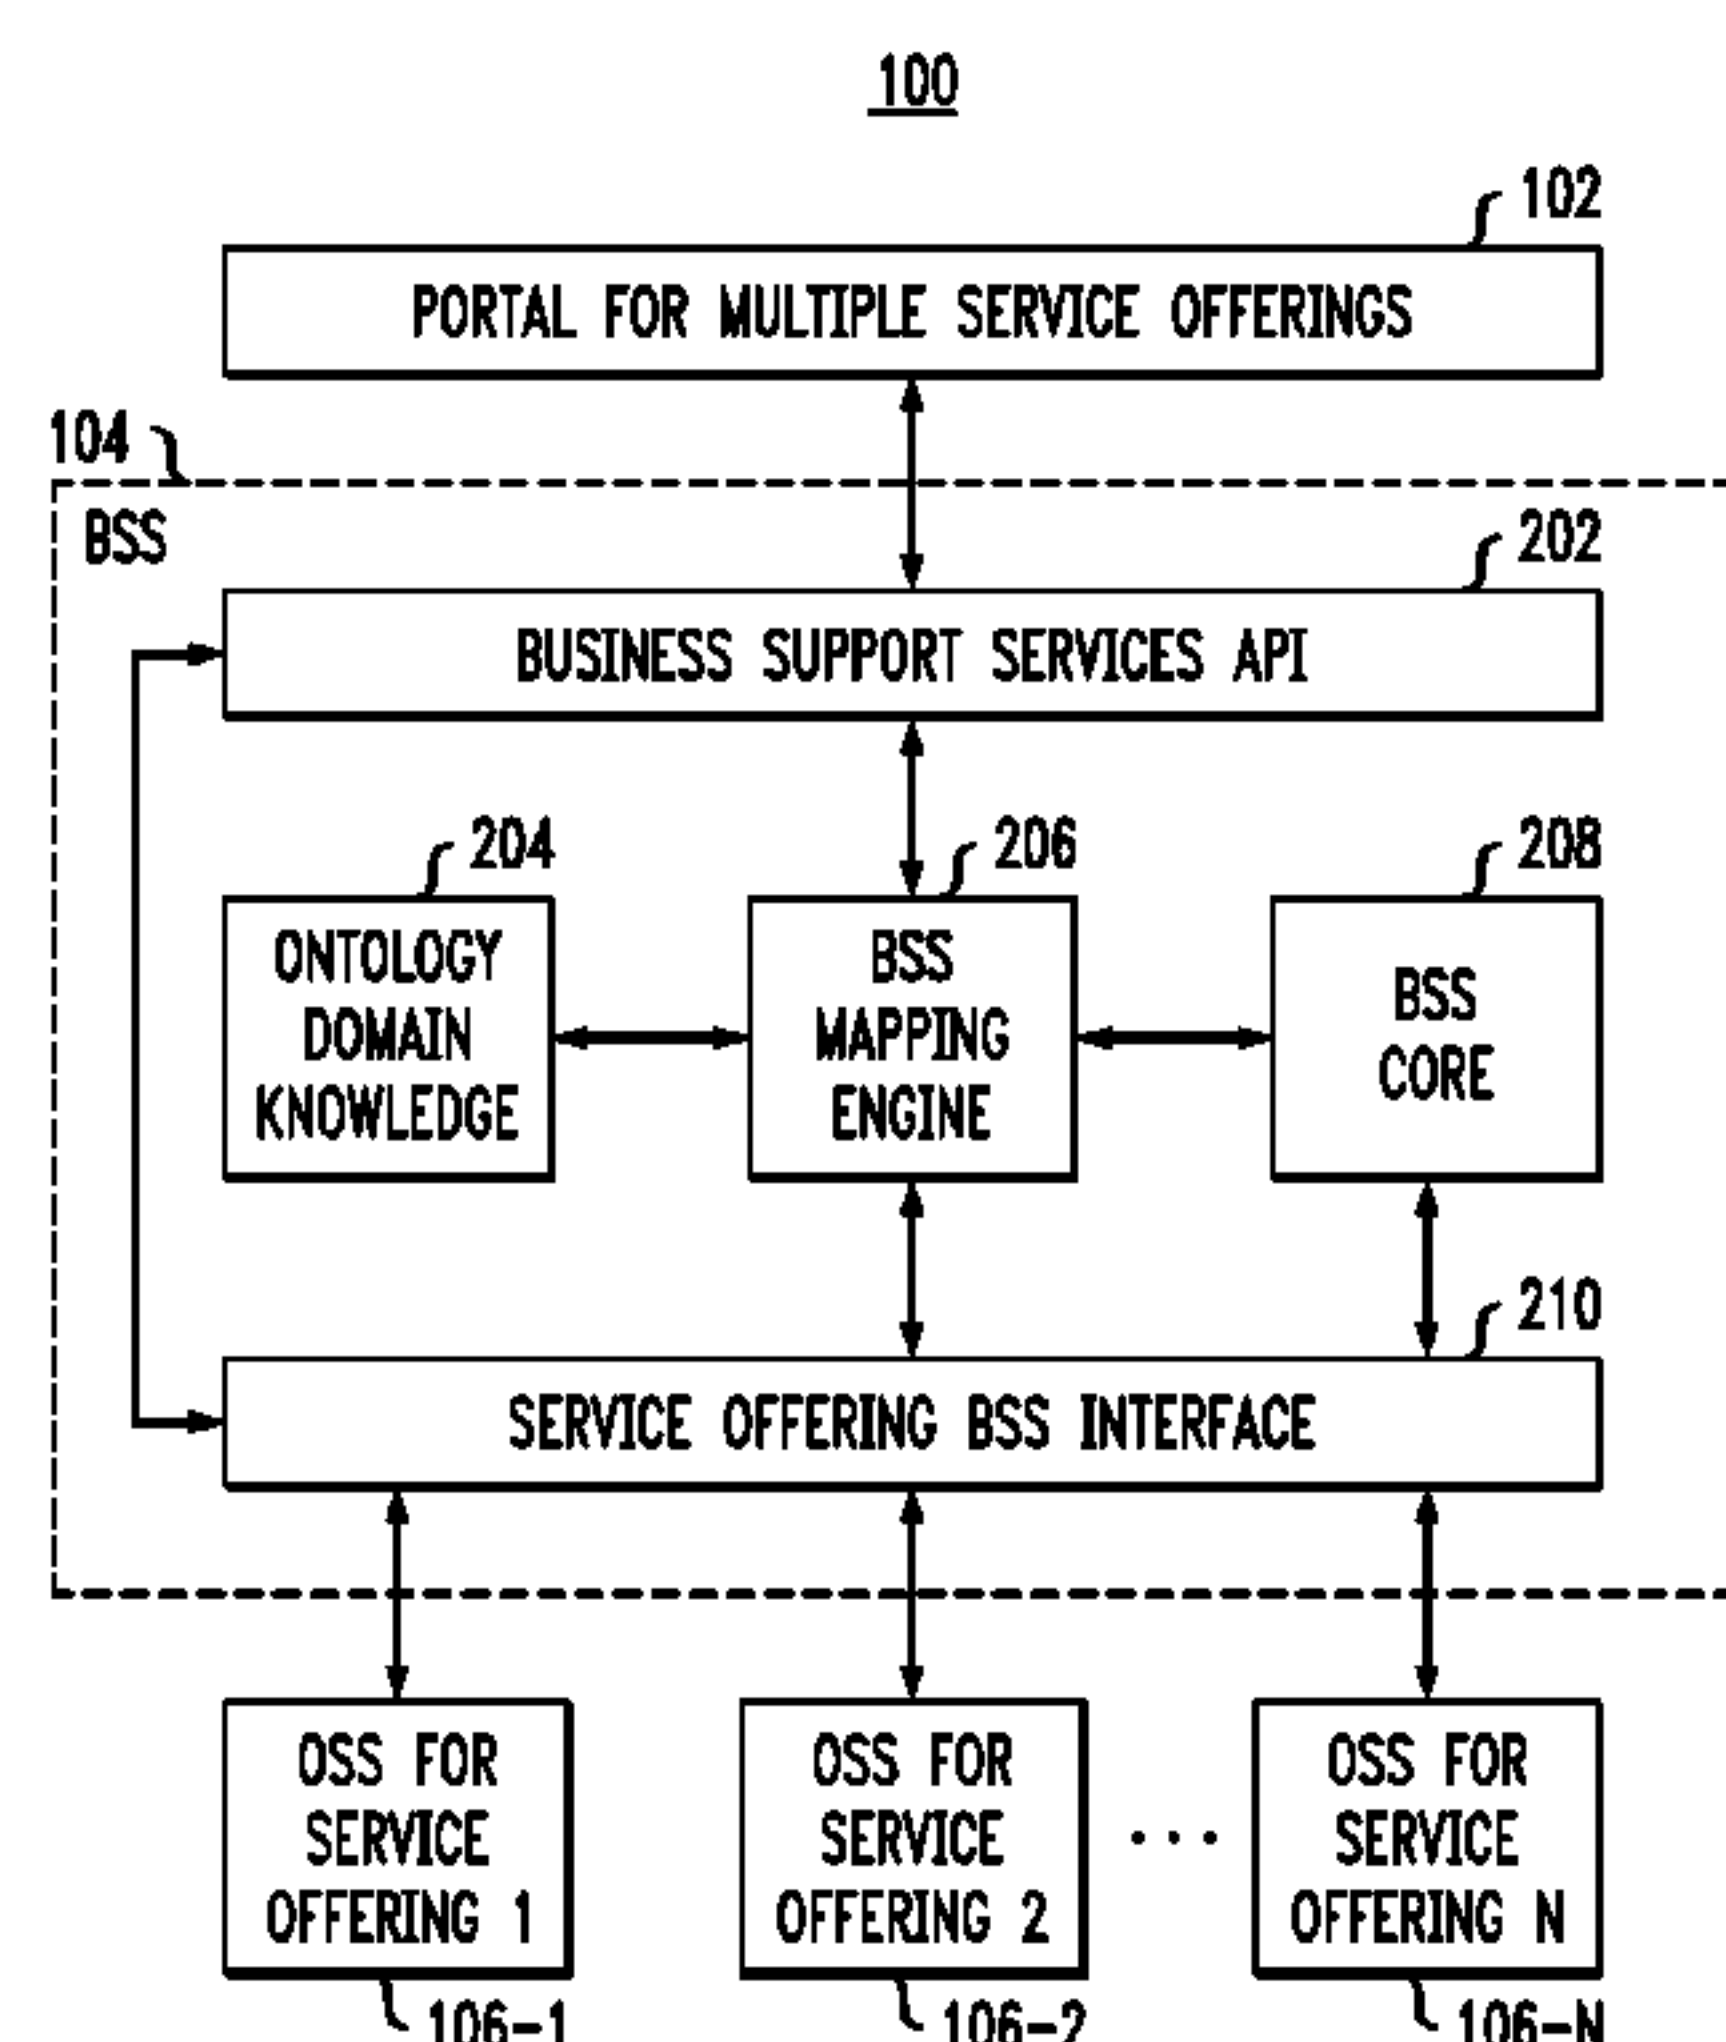 100
102
PORTAL FOR MULTIPLE SERVICE OFFERINGS
104
BSS
202
BUSINESS SUPPORT SERVICES API
204
206
208
ONTOLOGY
DOMAIN
KNOWLEDGE
BSS
MAPPING
ENGINE
BSS
CORE
210
SERVICE OFFERING BSS INTERFACE
OSS FOR
SERVICE
OFFERING 1
OSS FOR
SERVICE
OFFERING 2
...
OSS FOR
SERVICE
OFFERING N
106-1
106-2
106-N